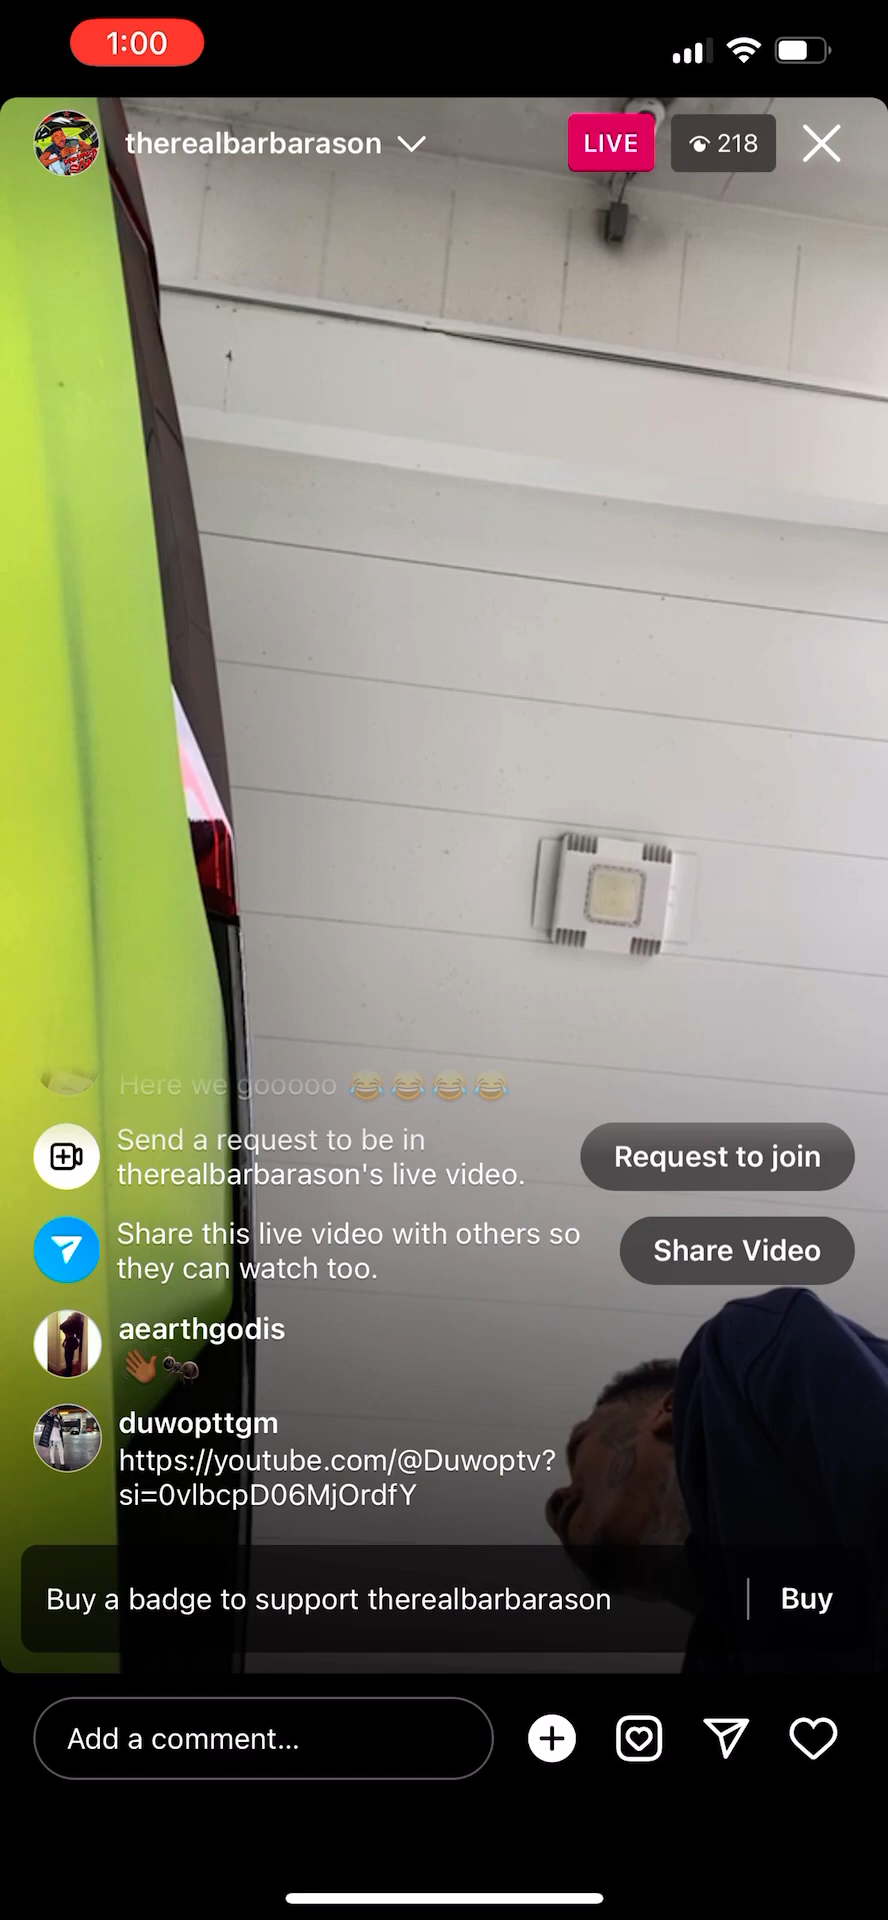 1:00
therealbarbarason
LIVE
218
Here we gooooo 😂😂😂😂
Send a request to be in
therealbarbarason's live video.
Request to join
Share this live video with others so
they can watch too.
Share Video
aearthgodis
👋🏾🐜
duwopttgm
https://youtube.com/@Duwoptv?
si=0vlbcpD06MjOrdfY
Buy a badge to support therealbarbarason
Buy
Add a comment...